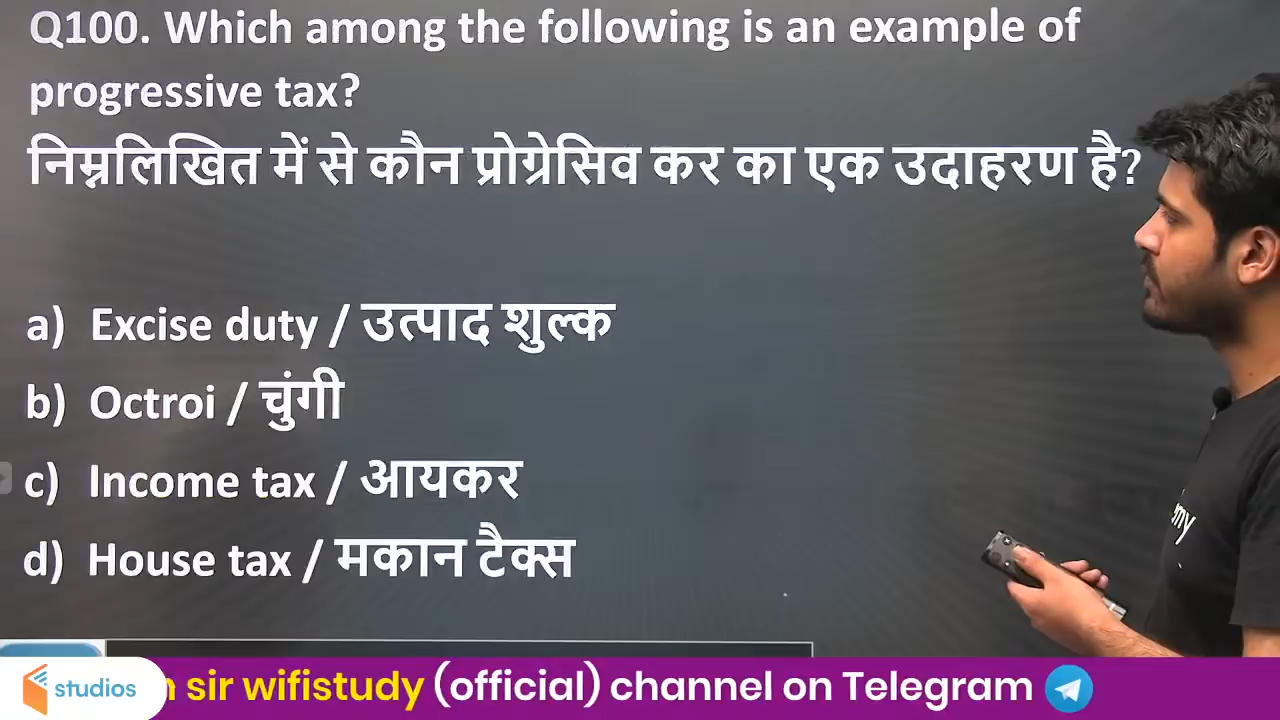 Q100. Which among the following is an example of
progressive tax?
निम्नलिखित में से कौन प्रोग्रेसिव कर का एक उदाहरण है?
a) Excise duty / उत्पाद शुल्क
b) Octroi / चुंगी
c) Income tax / आयकर
d) House tax / मकान टैक्स
my
studios
sir wifistudy (official) channel on Telegram